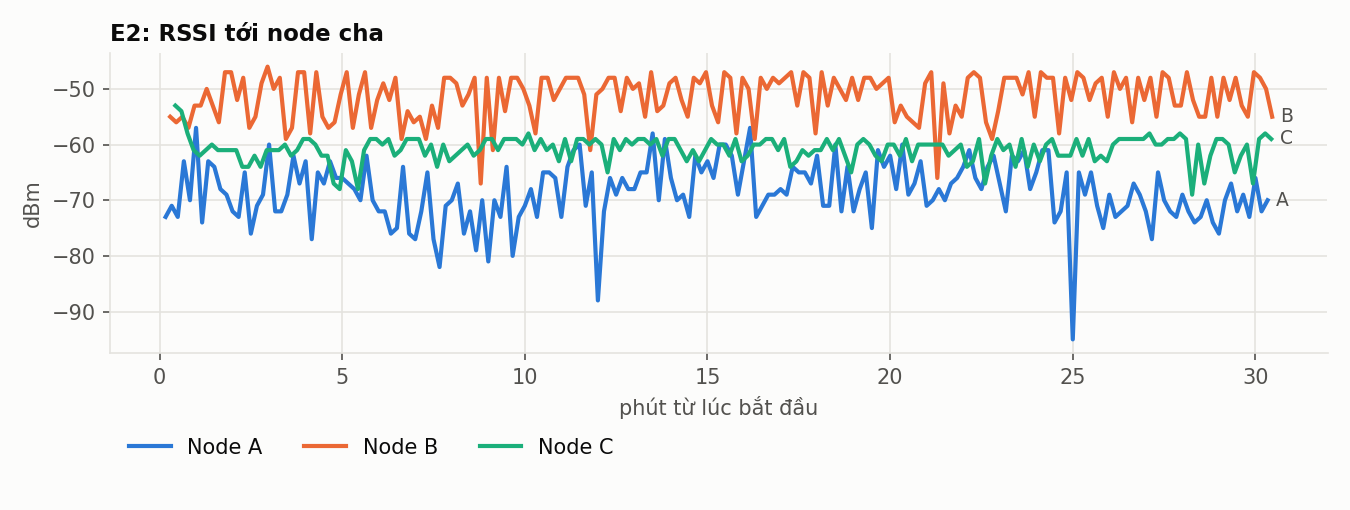 E2: RSSI tới node cha
dBm
−50
−60
−70
−80
−90
B
C
A
0 5 10 15 20 25 30
phút từ lúc bắt đầu
Node A Node B Node C